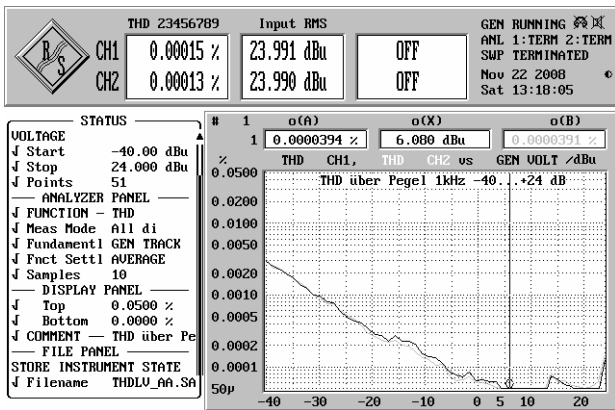 THD 23456789 Input RMS GEN RUNNING
R S CH1 0.00015 % 23.991 dBu OFF ANL 1:TERM 2:TERM
SWP TERMINATED
CH2 0.00013 % 23.990 dBu OFF Nov 22 2008
Sat 13:18:05
STATUS
VOLTAGE
Start -40.00 dBu
Stop 24.000 dBu
Points 51
ANALYZER PANEL
FUNCTION - THD
Meas Mode All di
Fundamentl GEN TRACK
Fnct Settl AVERAGE
Samples 10
DISPLAY PANEL
Top 0.0500 %
Bottom 0.0000 %
COMMENT — THD über Pe
FILE PANEL
STORE INSTRUMENT STATE
Filename THDLV_AA.SA
# 1 o(A) o(X) o(B)
1 0.0000394 % 6.080 dBu 0.0000391 %
% THD CH1, THD CH2 vs GEN VOLT /dBu
THD über Pegel 1kHz -40...+24 dB
0.0500
0.0200
0.0100
0.0050
0.0020
0.0010
0.0005
0.0002
0.0001
50µ
-40 -30 -20 -10 0 5 10 20